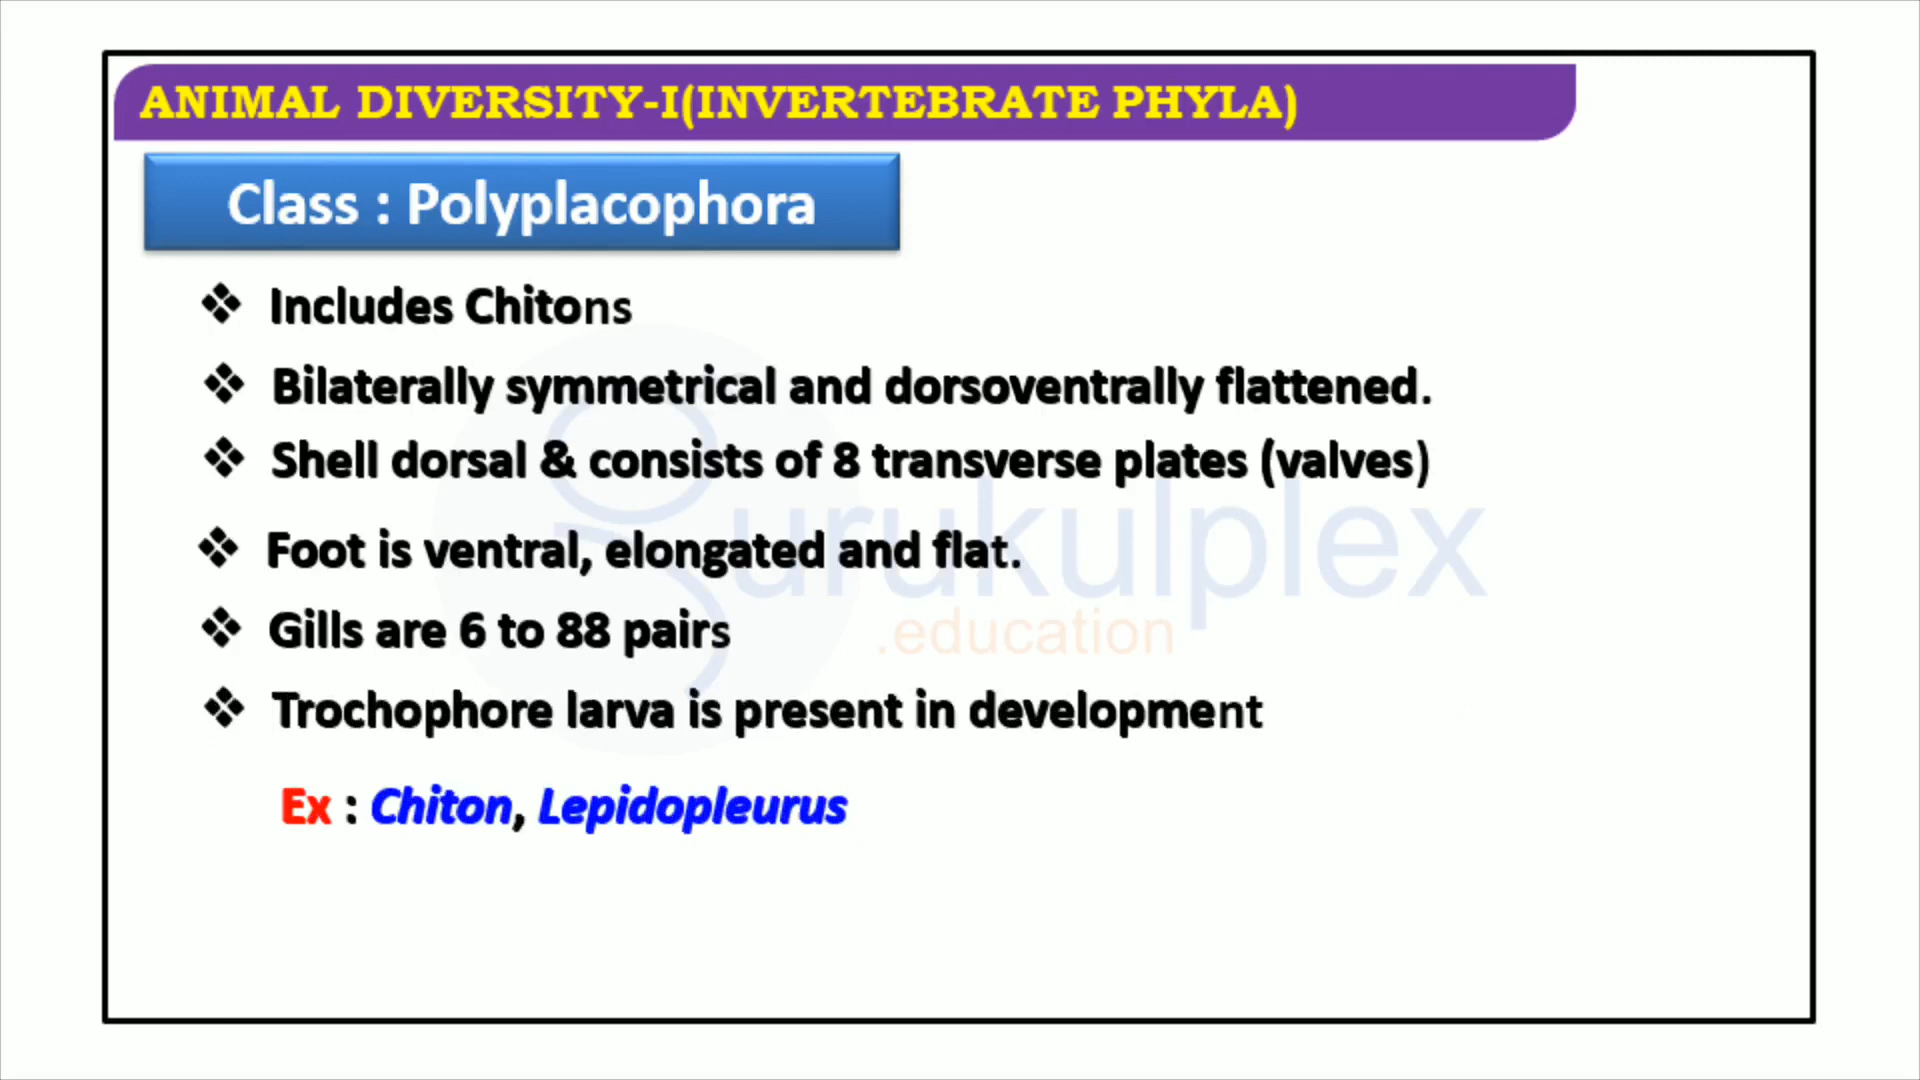 ANIMAL DIVERSITY-I(INVERTEBRATE PHYLA)
Class : Polyplacophora
❖ Includes Chitons
❖ Bilaterally symmetrical and dorsoventrally flattened.
❖ Shell dorsal & consists of 8 transverse plates (valves)
❖ Foot is ventral, elongated and flat.
❖ Gills are 6 to 88 pairs
❖ Trochophore larva is present in development
Ex : Chiton, Lepidopleurus
gurukulplex
.education